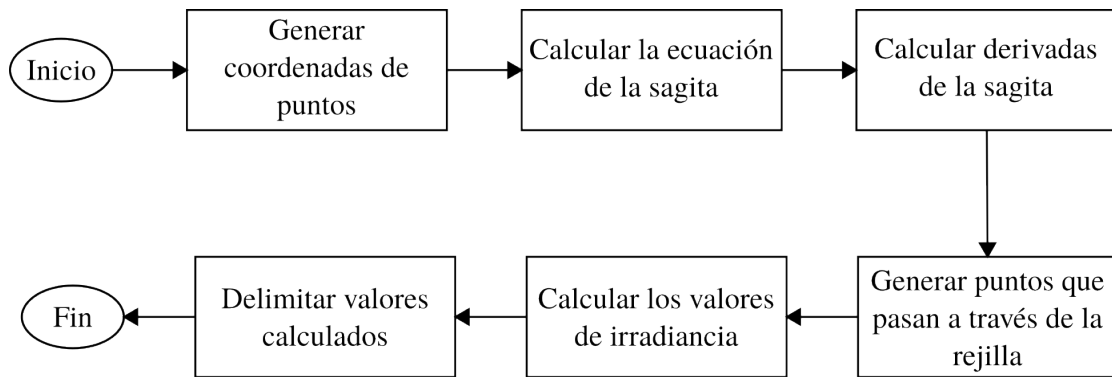 Inicio
Generar
coordenadas de
puntos
Calcular la ecuación
de la sagita
Calcular derivadas
de la sagita
Generar puntos que
pasan a través de la
rejilla
Calcular los valores
de irradiancia
Delimitar valores
calculados
Fin